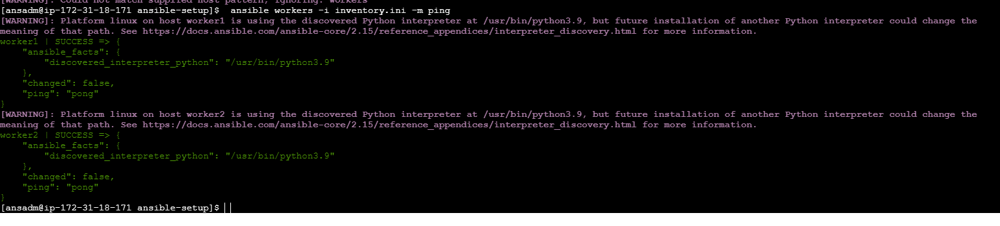 [WARNING]: Could not match supplied host pattern, ignoring: workers
[ansadm@ip-172-31-18-171 ansible-setup]$  ansible workers -i inventory.ini -m ping
[WARNING]: Platform linux on host worker1 is using the discovered Python interpreter at /usr/bin/python3.9, but future installation of another Python interpreter could change the
meaning of that path. See https://docs.ansible.com/ansible-core/2.15/reference_appendices/interpreter_discovery.html for more information.
worker1 | SUCCESS => {
    "ansible_facts": {
        "discovered_interpreter_python": "/usr/bin/python3.9"
    },
    "changed": false,
    "ping": "pong"
}
[WARNING]: Platform linux on host worker2 is using the discovered Python interpreter at /usr/bin/python3.9, but future installation of another Python interpreter could change the
meaning of that path. See https://docs.ansible.com/ansible-core/2.15/reference_appendices/interpreter_discovery.html for more information.
worker2 | SUCCESS => {
    "ansible_facts": {
        "discovered_interpreter_python": "/usr/bin/python3.9"
    },
    "changed": false,
    "ping": "pong"
}
[ansadm@ip-172-31-18-171 ansible-setup]$